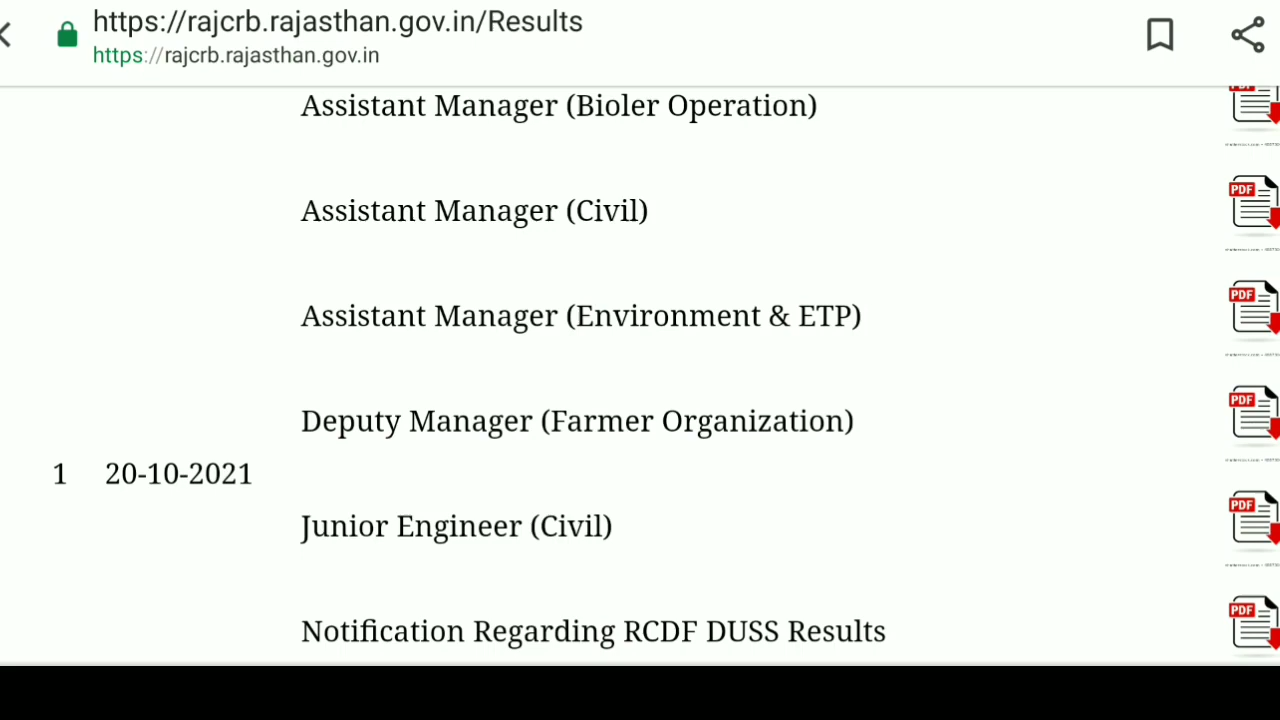 https://rajcrb.rajasthan.gov.in/Results
https://rajcrb.rajasthan.gov.in
Assistant Manager (Bioler Operation)
PDF
Assistant Manager (Civil)
PDF
Assistant Manager (Environment & ETP)
PDF
Deputy Manager (Farmer Organization)
PDF
1 20-10-2021
Junior Engineer (Civil)
PDF
Notification Regarding RCDF DUSS Results
PDF